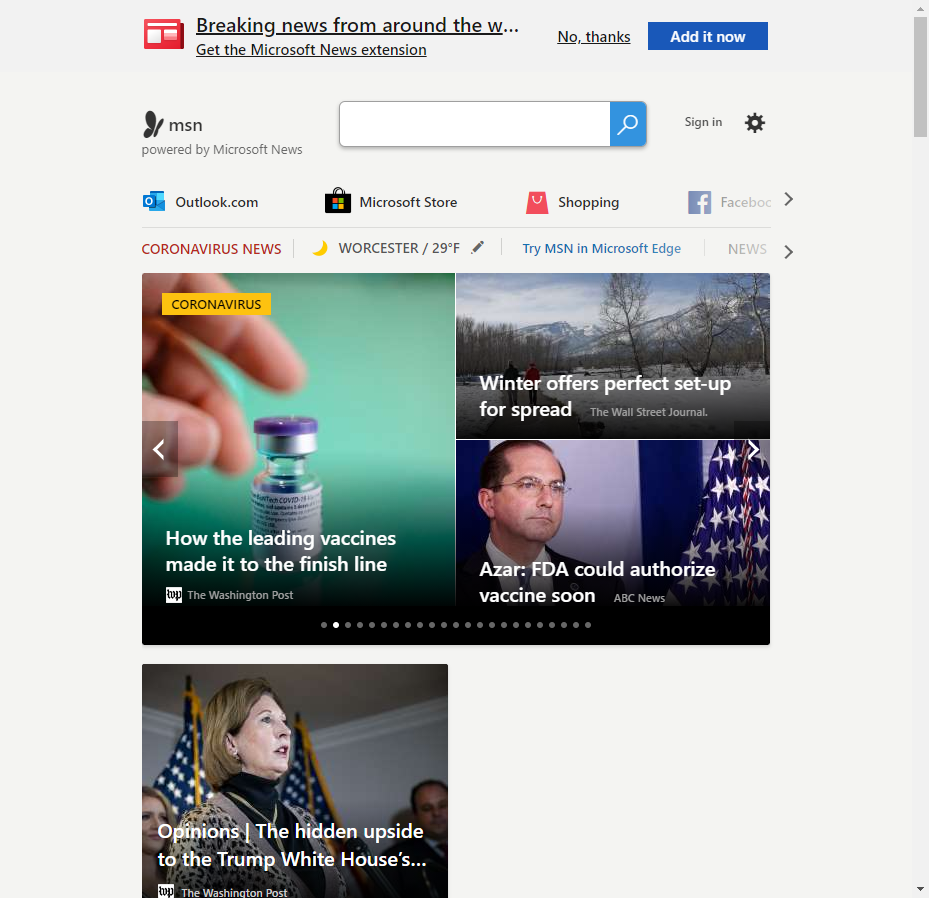 Breaking news from around the w...
Get the Microsoft News extension
No, thanks
Add it now
msn
powered by Microsoft News
Sign in
Outlook.com
Microsoft Store
Shopping
Faceboc
CORONAVIRUS NEWS
WORCESTER / 29°F
Try MSN in Microsoft Edge
NEWS
CORONAVIRUS
How the leading vaccines
made it to the finish line
wp The Washington Post
Winter offers perfect set-up
for spread The Wall Street Journal.
Azar: FDA could authorize
vaccine soon ABC News
Opinions | The hidden upside
to the Trump White House's...
wp The Washington Post